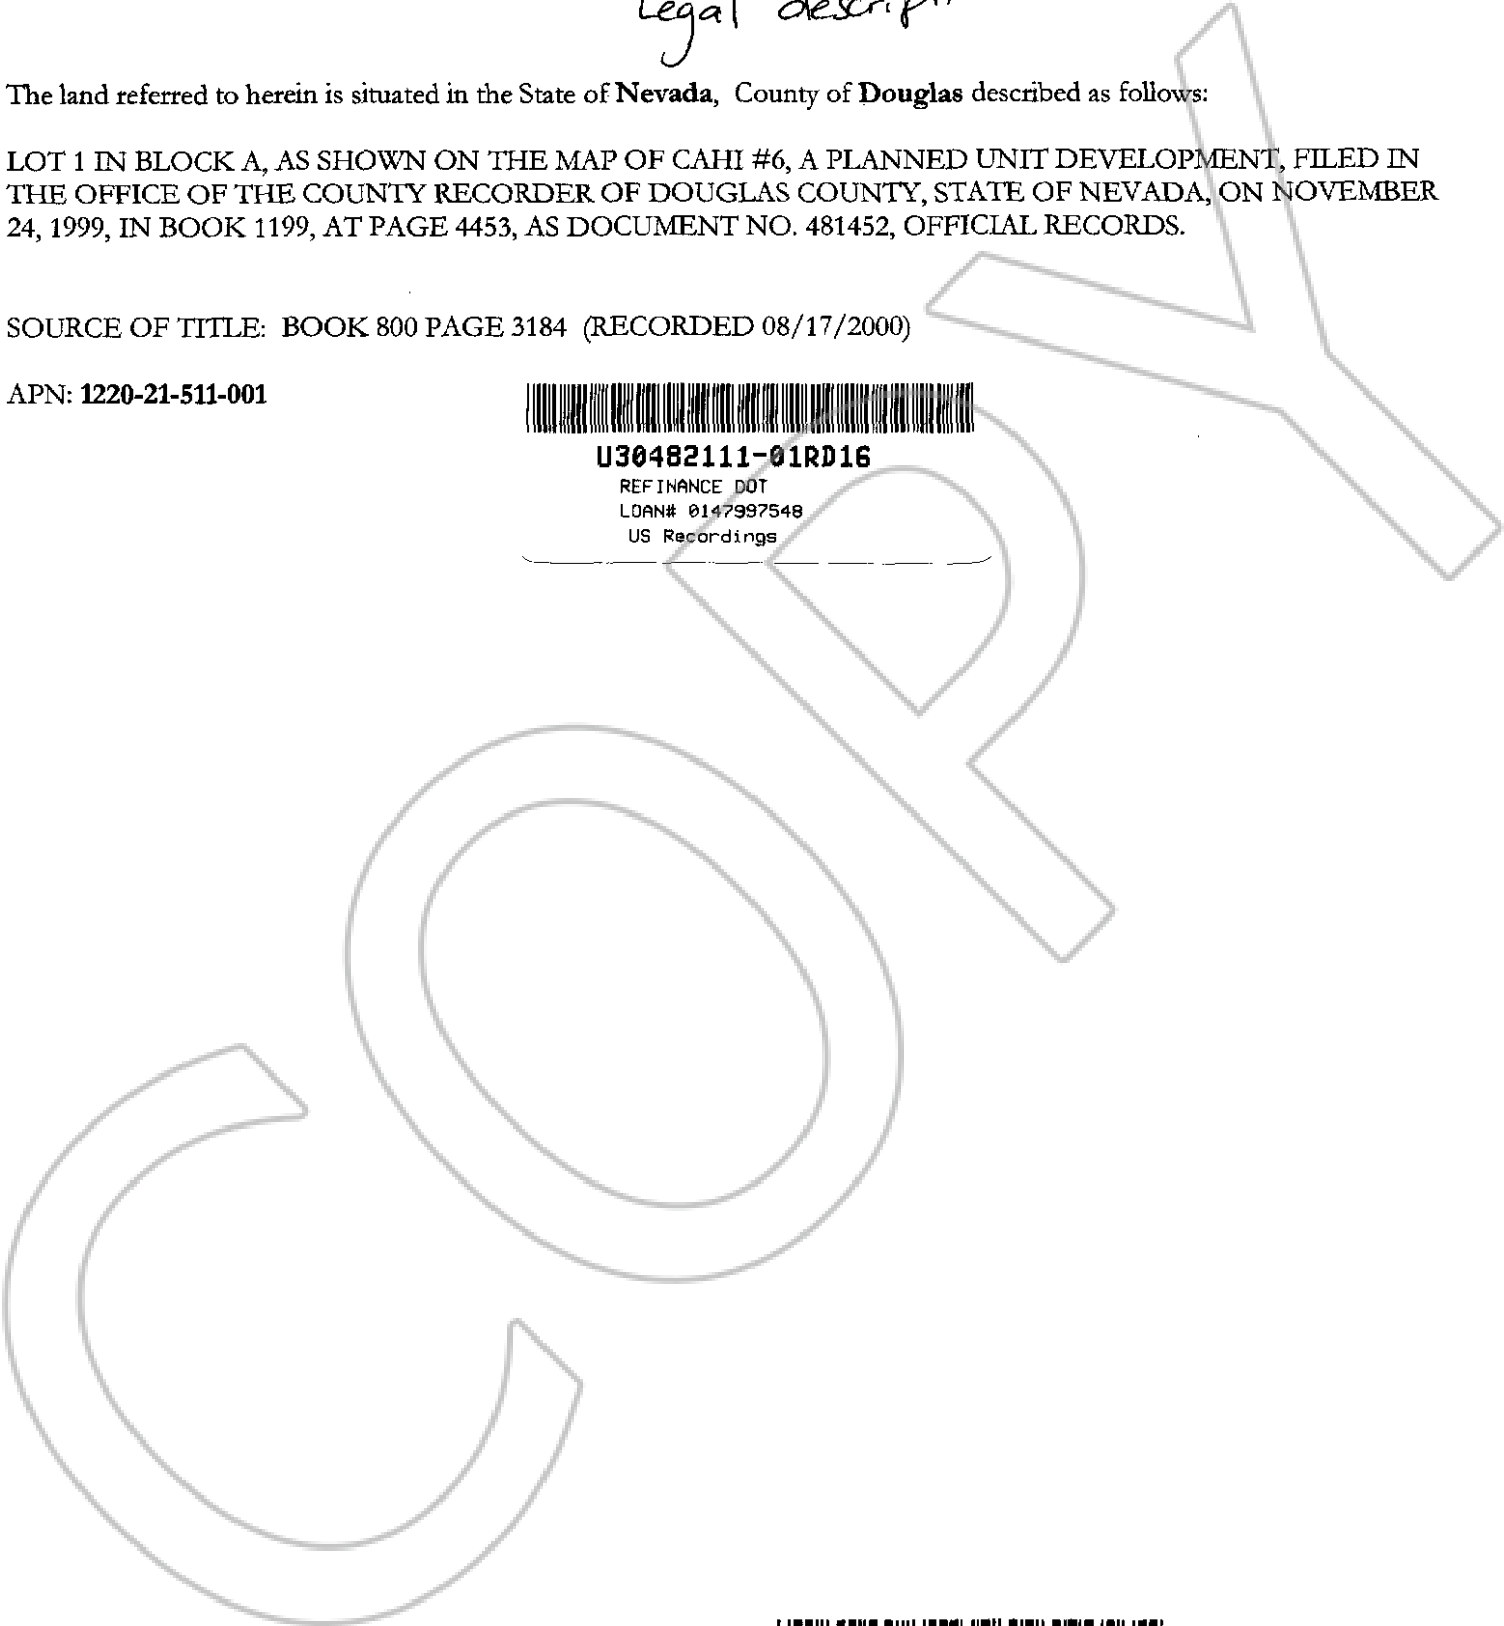 Legal descrip
The land referred to herein is situated in the State of Nevada, County of Douglas described as follows:
LOT 1 IN BLOCK A, AS SHOWN ON THE MAP OF CAHI #6, A PLANNED UNIT DEVELOPMENT, FILED IN
THE OFFICE OF THE COUNTY RECORDER OF DOUGLAS COUNTY, STATE OF NEVADA, ON NOVEMBER
24, 1999, IN BOOK 1199, AT PAGE 4453, AS DOCUMENT NO. 481452, OFFICIAL RECORDS.
SOURCE OF TITLE: BOOK 800 PAGE 3184 (RECORDED 08/17/2000)
APN: 1220-21-511-001
U30482111-01RD16
REFINANCE DOT
LOAN# 0147997548
US Recordings
COPY